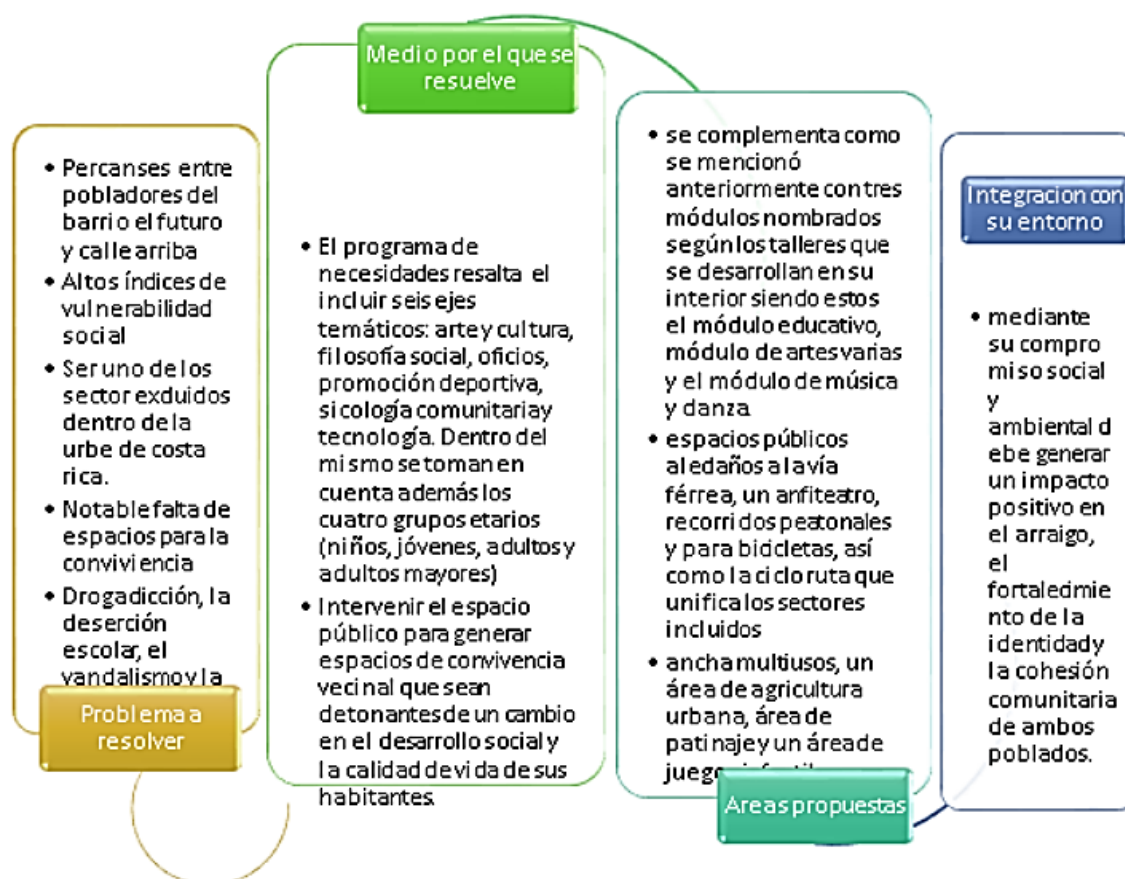 Problema a
resolver
• Percanses entre
pobladores del
barrio el futuro
y calle arriba
• Altos índices de
vulnerabilidad
social
• Ser uno de los
sector exduidos
dentro de la
urbe de costa
rica.
• Notable falta de
espacios para la
conviviencia
• Drogadicción, la
deserción
escolar, el
vandalismo y la
Medio por el que se
resuelve
• El programa de
necesidades resalta el
incluir seis ejes
temáticos: arte y cultura,
filosofía social, oficios,
promoción deportiva,
sicología comunitaria y
tecnología. Dentro del
mismo se toman en
cuenta además los
cuatro grupos etarios
(niños, jóvenes, adultos y
adultos mayores)
• Intervenir el espacio
público para generar
espacios de convivencia
vecinal que sean
detonantes de un cambio
en el desarrollo social y
la calidad de vida de sus
habitantes.
• se complementa como
se mencionó
anteriormente con tres
módulos nombrados
según los talleres que
se desarrollan en su
interior siendo estos
el módulo educativo,
módulo de artes varias
y el módulo de música
y danza.
• espacios públicos
aledaños a la vía
férrea, un anfiteatro,
recorridos peatonales
y para bicicletas, así
como la ciclo ruta que
unifica los sectores
incluidos
• ancha multiusos, un
área de agricultura
urbana, área de
patinaje y un área de
Areas propuestas
Integracion con
su entorno
• mediante
su compro
miso social
y
ambiental d
ebe generar
un impacto
positivo en
el arraigo,
el
fortalecimie
nto de la
identidad y
la cohesión
comunitaria
de ambos
poblados.